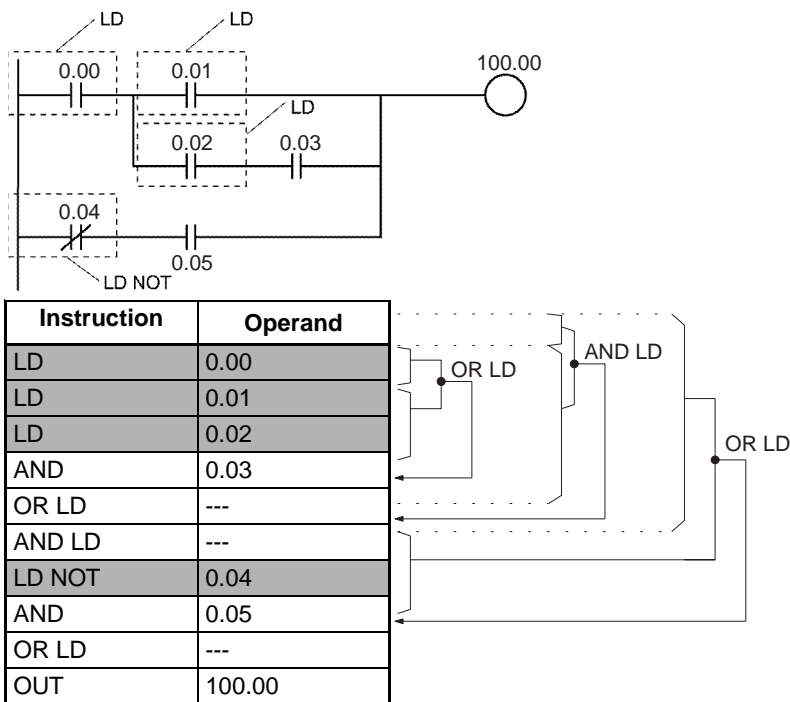 LD LD
0.00 0.01 100.00
LD
0.02 0.03
0.04
0.05
LD NOT
Instruction Operand
LD 0.00
LD 0.01
LD 0.02
AND 0.03
OR LD ---
AND LD ---
LD NOT 0.04
AND 0.05
OR LD ---
OUT 100.00
AND LD
OR LD
OR LD